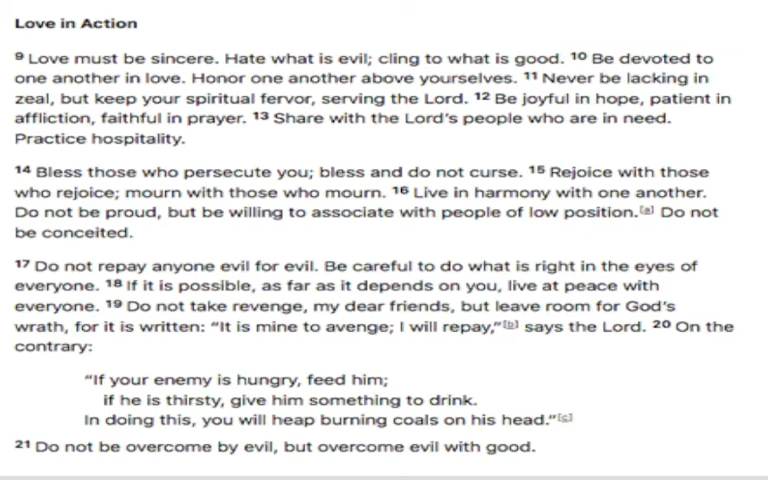 Love in Action
9 Love must be sincere. Hate what is evil; cling to what is good. 10 Be devoted to
one another in love. Honor one another above yourselves. 11 Never be lacking in
zeal, but keep your spiritual fervor, serving the Lord. 12 Be joyful in hope, patient in
affliction, faithful in prayer. 13 Share with the Lord's people who are in need.
Practice hospitality.
14 Bless those who persecute you; bless and do not curse. 15 Rejoice with those
who rejoice; mourn with those who mourn. 16 Live in harmony with one another.
Do not be proud, but be willing to associate with people of low position.[a] Do not
be conceited.
17 Do not repay anyone evil for evil. Be careful to do what is right in the eyes of
everyone. 18 If it is possible, as far as it depends on you, live at peace with
everyone. 19 Do not take revenge, my dear friends, but leave room for God's
wrath, for it is written: "It is mine to avenge; I will repay,"[b] says the Lord. 20 On the
contrary:
"If your enemy is hungry, feed him;
if he is thirsty, give him something to drink.
In doing this, you will heap burning coals on his head."[c]
21 Do not be overcome by evil, but overcome evil with good.